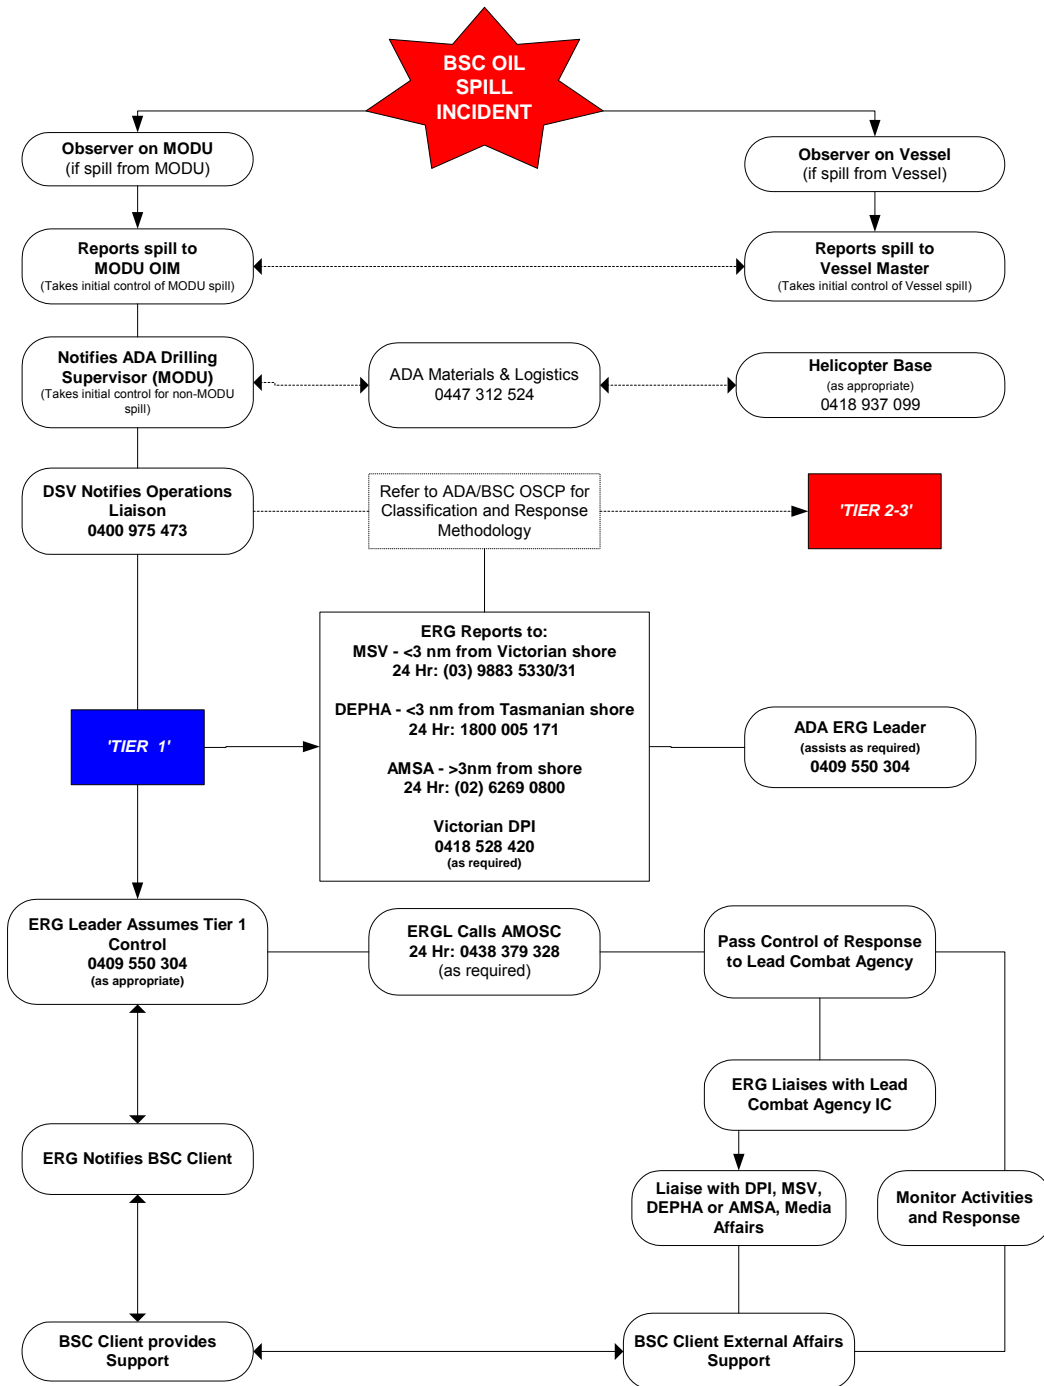 BSC OIL
SPILL
INCIDENT
Observer on MODU
(if spill from MODU)
Observer on Vessel
(if spill from Vessel)
Reports spill to
MODU OIM
(Takes initial control of MODU spill)
Reports spill to
Vessel Master
(Takes initial control of Vessel spill)
Notifies ADA Drilling
Supervisor (MODU)
(Takes initial control for non-MODU
spill)
ADA Materials & Logistics
0447 312 524
Helicopter Base
(as appropriate)
0418 937 099
DSV Notifies Operations
Liaison
0400 975 473
Refer to ADA/BSC OSCP for
Classification and Response
Methodology
'TIER 2-3'
ERG Reports to:
MSV - <3 nm from Victorian shore
24 Hr: (03) 9883 5330/31
DEPHA - <3 nm from Tasmanian shore
24 Hr: 1800 005 171
AMSA - >3nm from shore
24 Hr: (02) 6269 0800
Victorian DPI
0418 528 420
(as required)
'TIER 1'
ADA ERG Leader
(assists as required)
0409 550 304
ERG Leader Assumes Tier 1
Control
0409 550 304
(as appropriate)
ERGL Calls AMOSC
24 Hr: 0438 379 328
(as required)
Pass Control of Response
to Lead Combat Agency
ERG Liaises with Lead
Combat Agency IC
ERG Notifies BSC Client
Liaise with DPI, MSV,
DEPHA or AMSA, Media
Affairs
Monitor Activities
and Response
BSC Client provides
Support
BSC Client External Affairs
Support